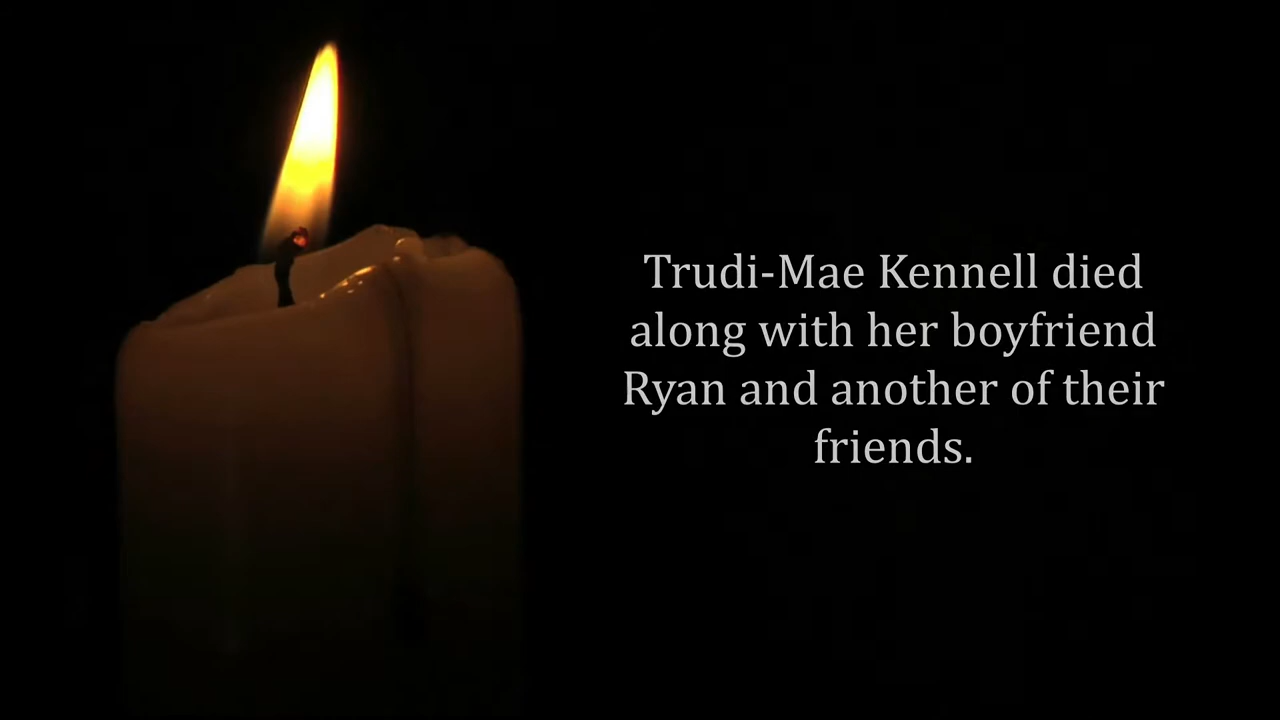 Trudi-Mae Kennell died
along with her boyfriend
Ryan and another of their
friends.